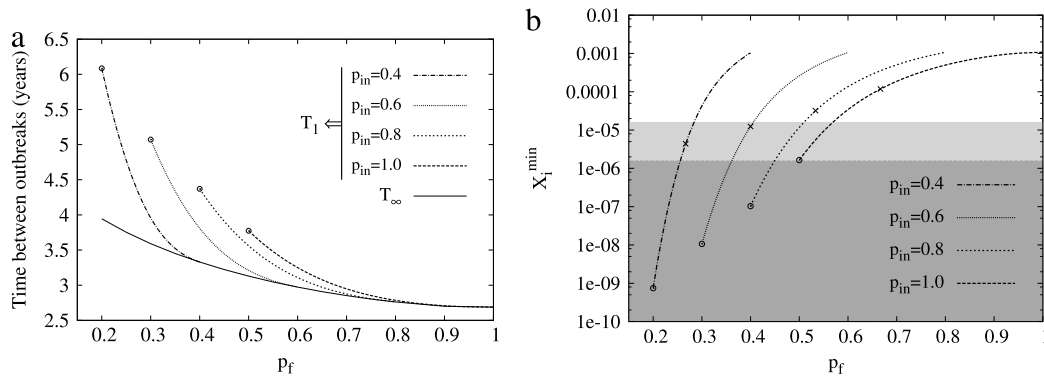 a
Time between outbreaks (years)
6.5
6
5.5
5
4.5
4
3.5
3
2.5
0.2 0.3 0.4 0.5 0.6 0.7 0.8 0.9 1
p_f
T_1 ⇐
p_in=0.4
p_in=0.6
p_in=0.8
p_in=1.0
T_∞
b
X_i^min
0.01
0.001
0.0001
1e-05
1e-06
1e-07
1e-08
1e-09
1e-10
0.2 0.3 0.4 0.5 0.6 0.7 0.8 0.9 1
p_f
p_in=0.4
p_in=0.6
p_in=0.8
p_in=1.0